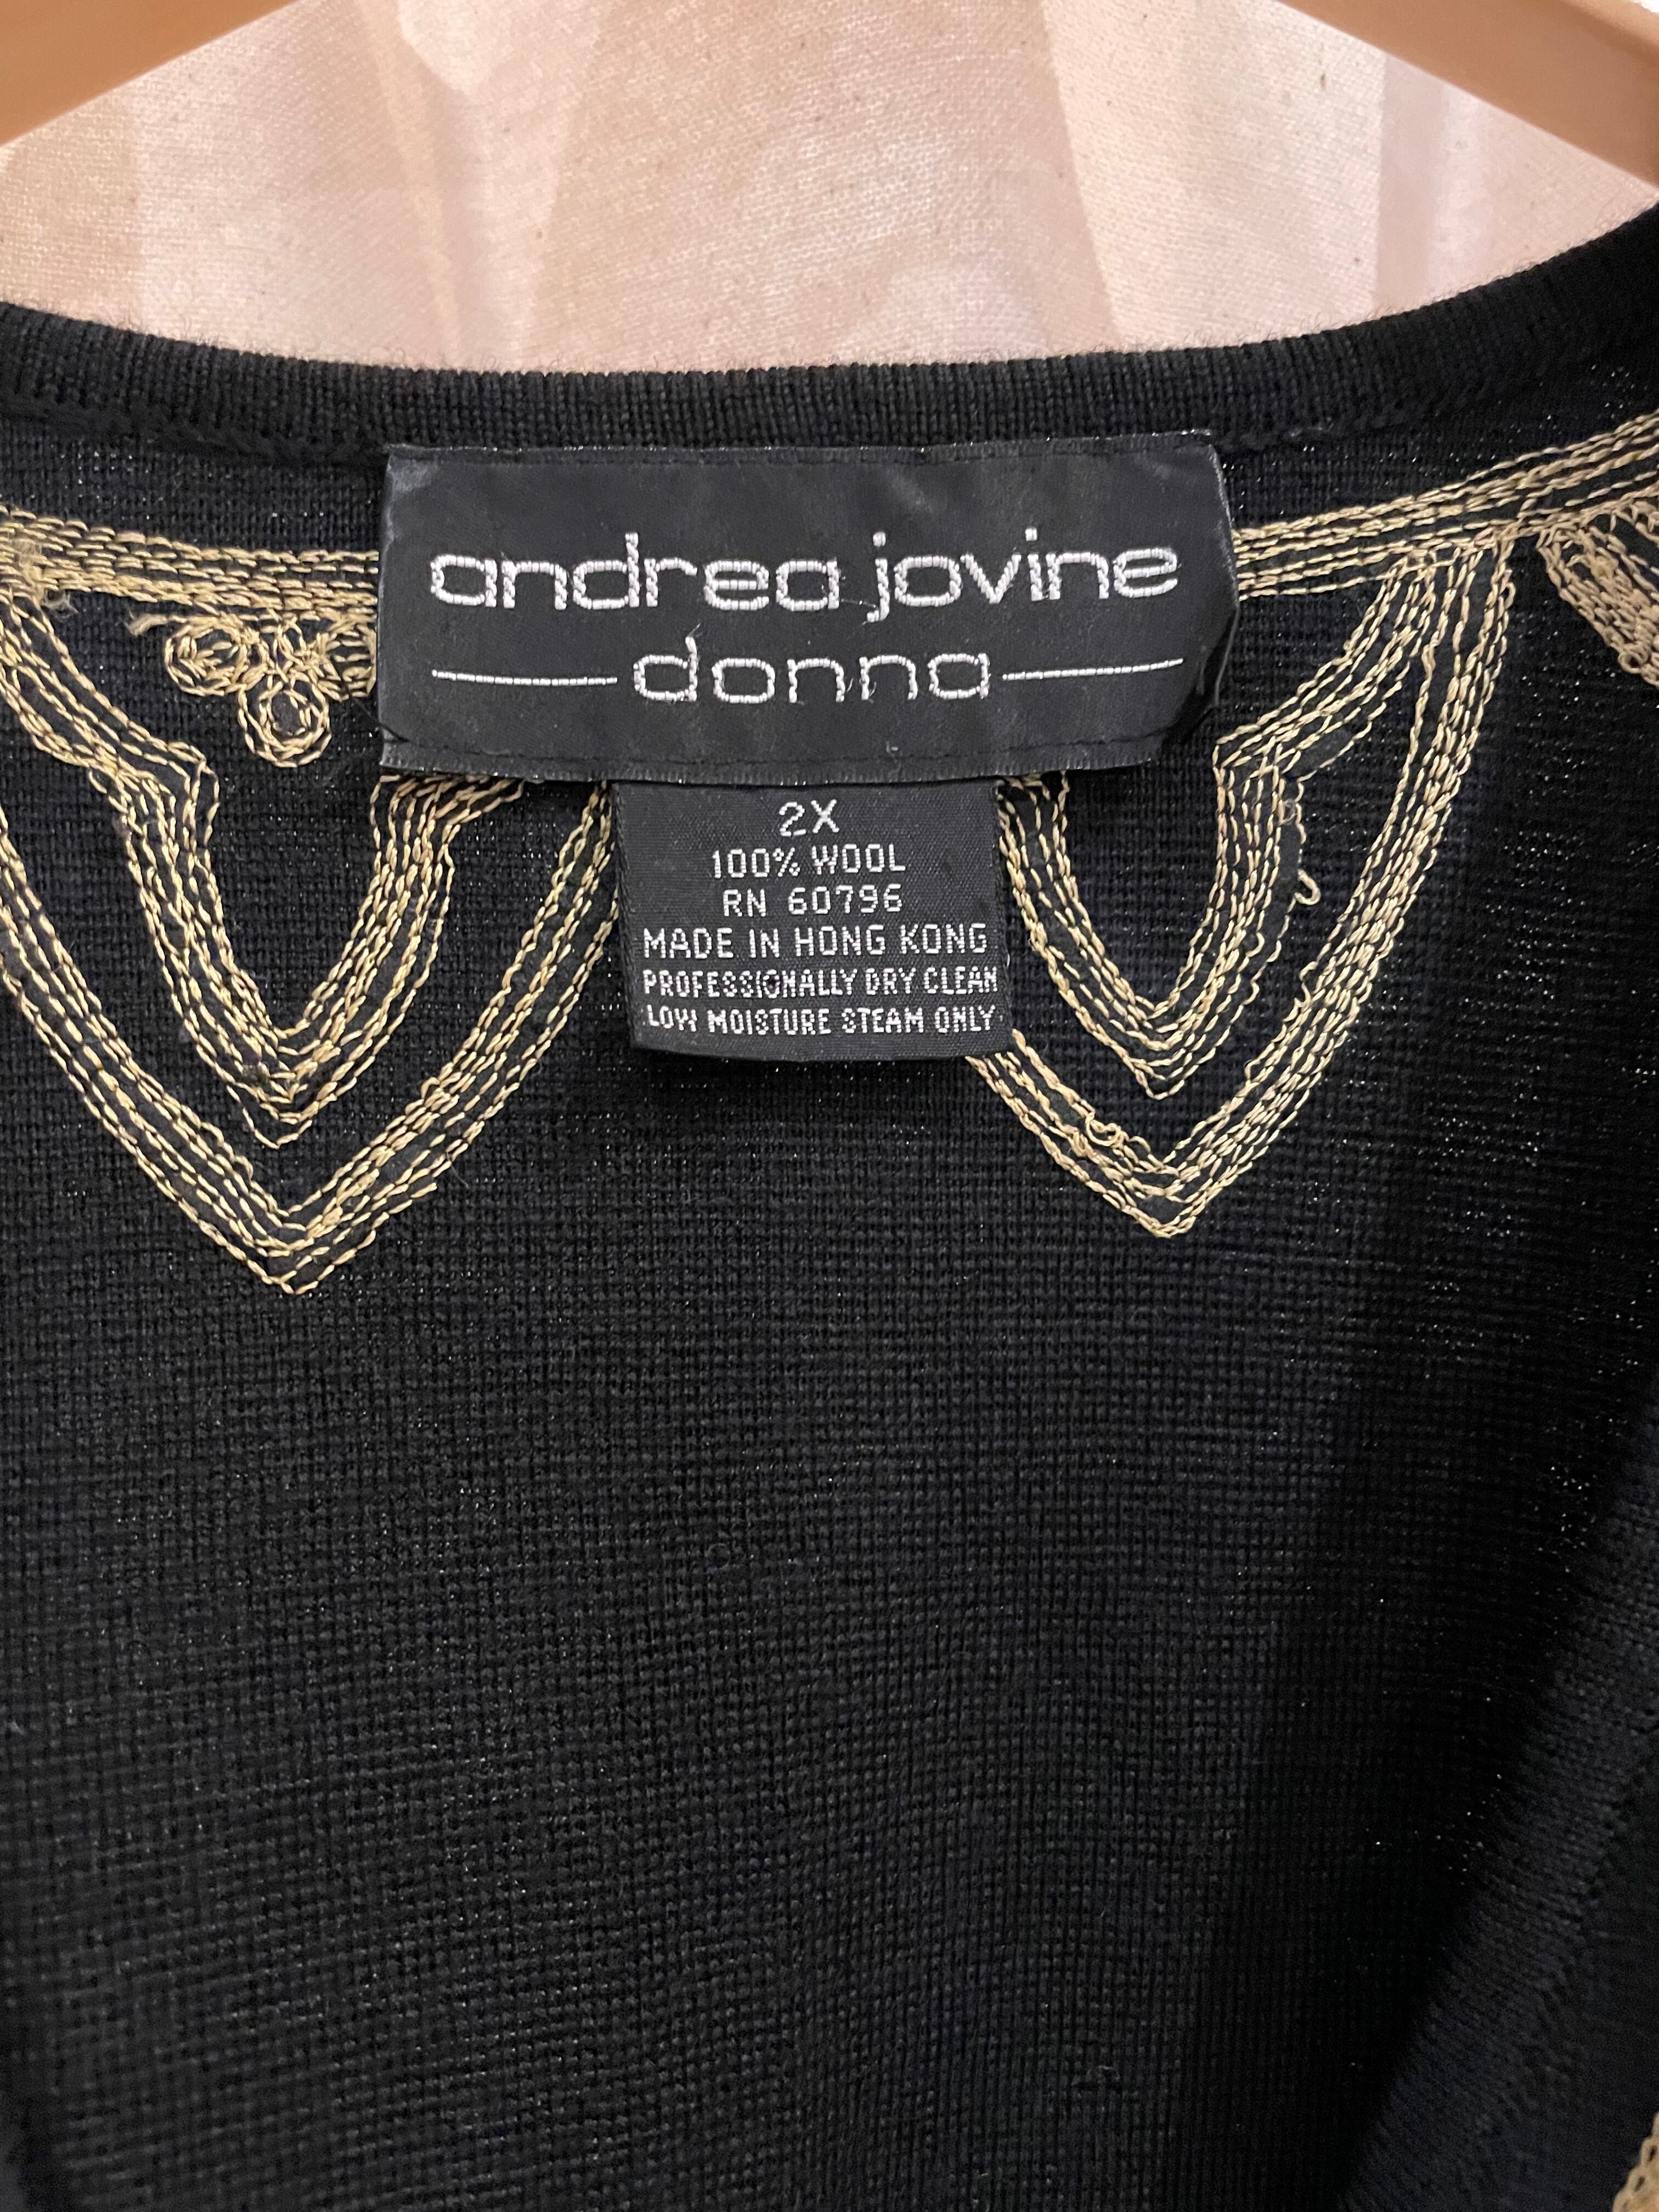 andrea jovine
donna
2X
100% WOOL
RN 60796
MADE IN HONG KONG
PROFESSIONALLY DRY CLEAN
LOW MOISTURE STEAM ONLY